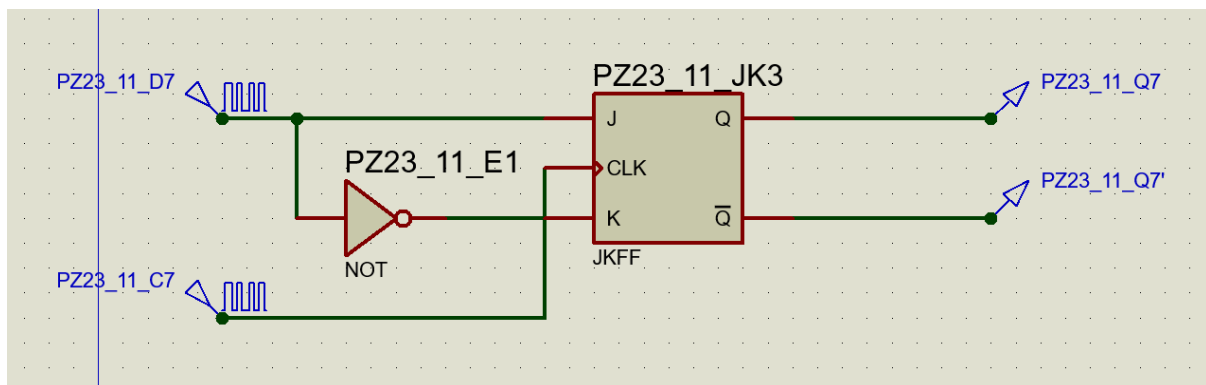 PZ23_11_D7
PZ23_11_JK3
PZ23_11_Q7
J
Q
PZ23_11_E1
CLK
PZ23_11_Q7'
K
Q̅
NOT
JKFF
PZ23_11_C7